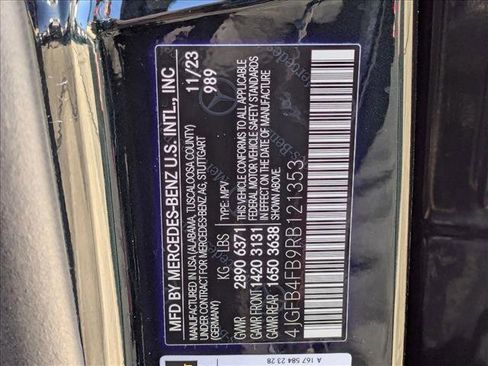 MFD BY MERCEDES-BENZ U.S. INTL., INC
MANUFACTURED IN USA (ALABAMA, TUSCALOOSA COUNTY)
UNDER CONTRACT FOR MERCEDES-BENZ AG, STUTTGART
(GERMANY)
11/23
989
KG LBS TYPE: MPV
GVWR 2890 6371
GAWR FRONT 1420 3131
GAWR REAR 1650 3638
THIS VEHICLE CONFORMS TO ALL APPLICABLE
FEDERAL MOTOR VEHICLE SAFETY STANDARDS
IN EFFECT ON THE DATE OF MANUFACTURE
SHOWN ABOVE
4JGFB4FB9RB121353
A 167 584 23 28